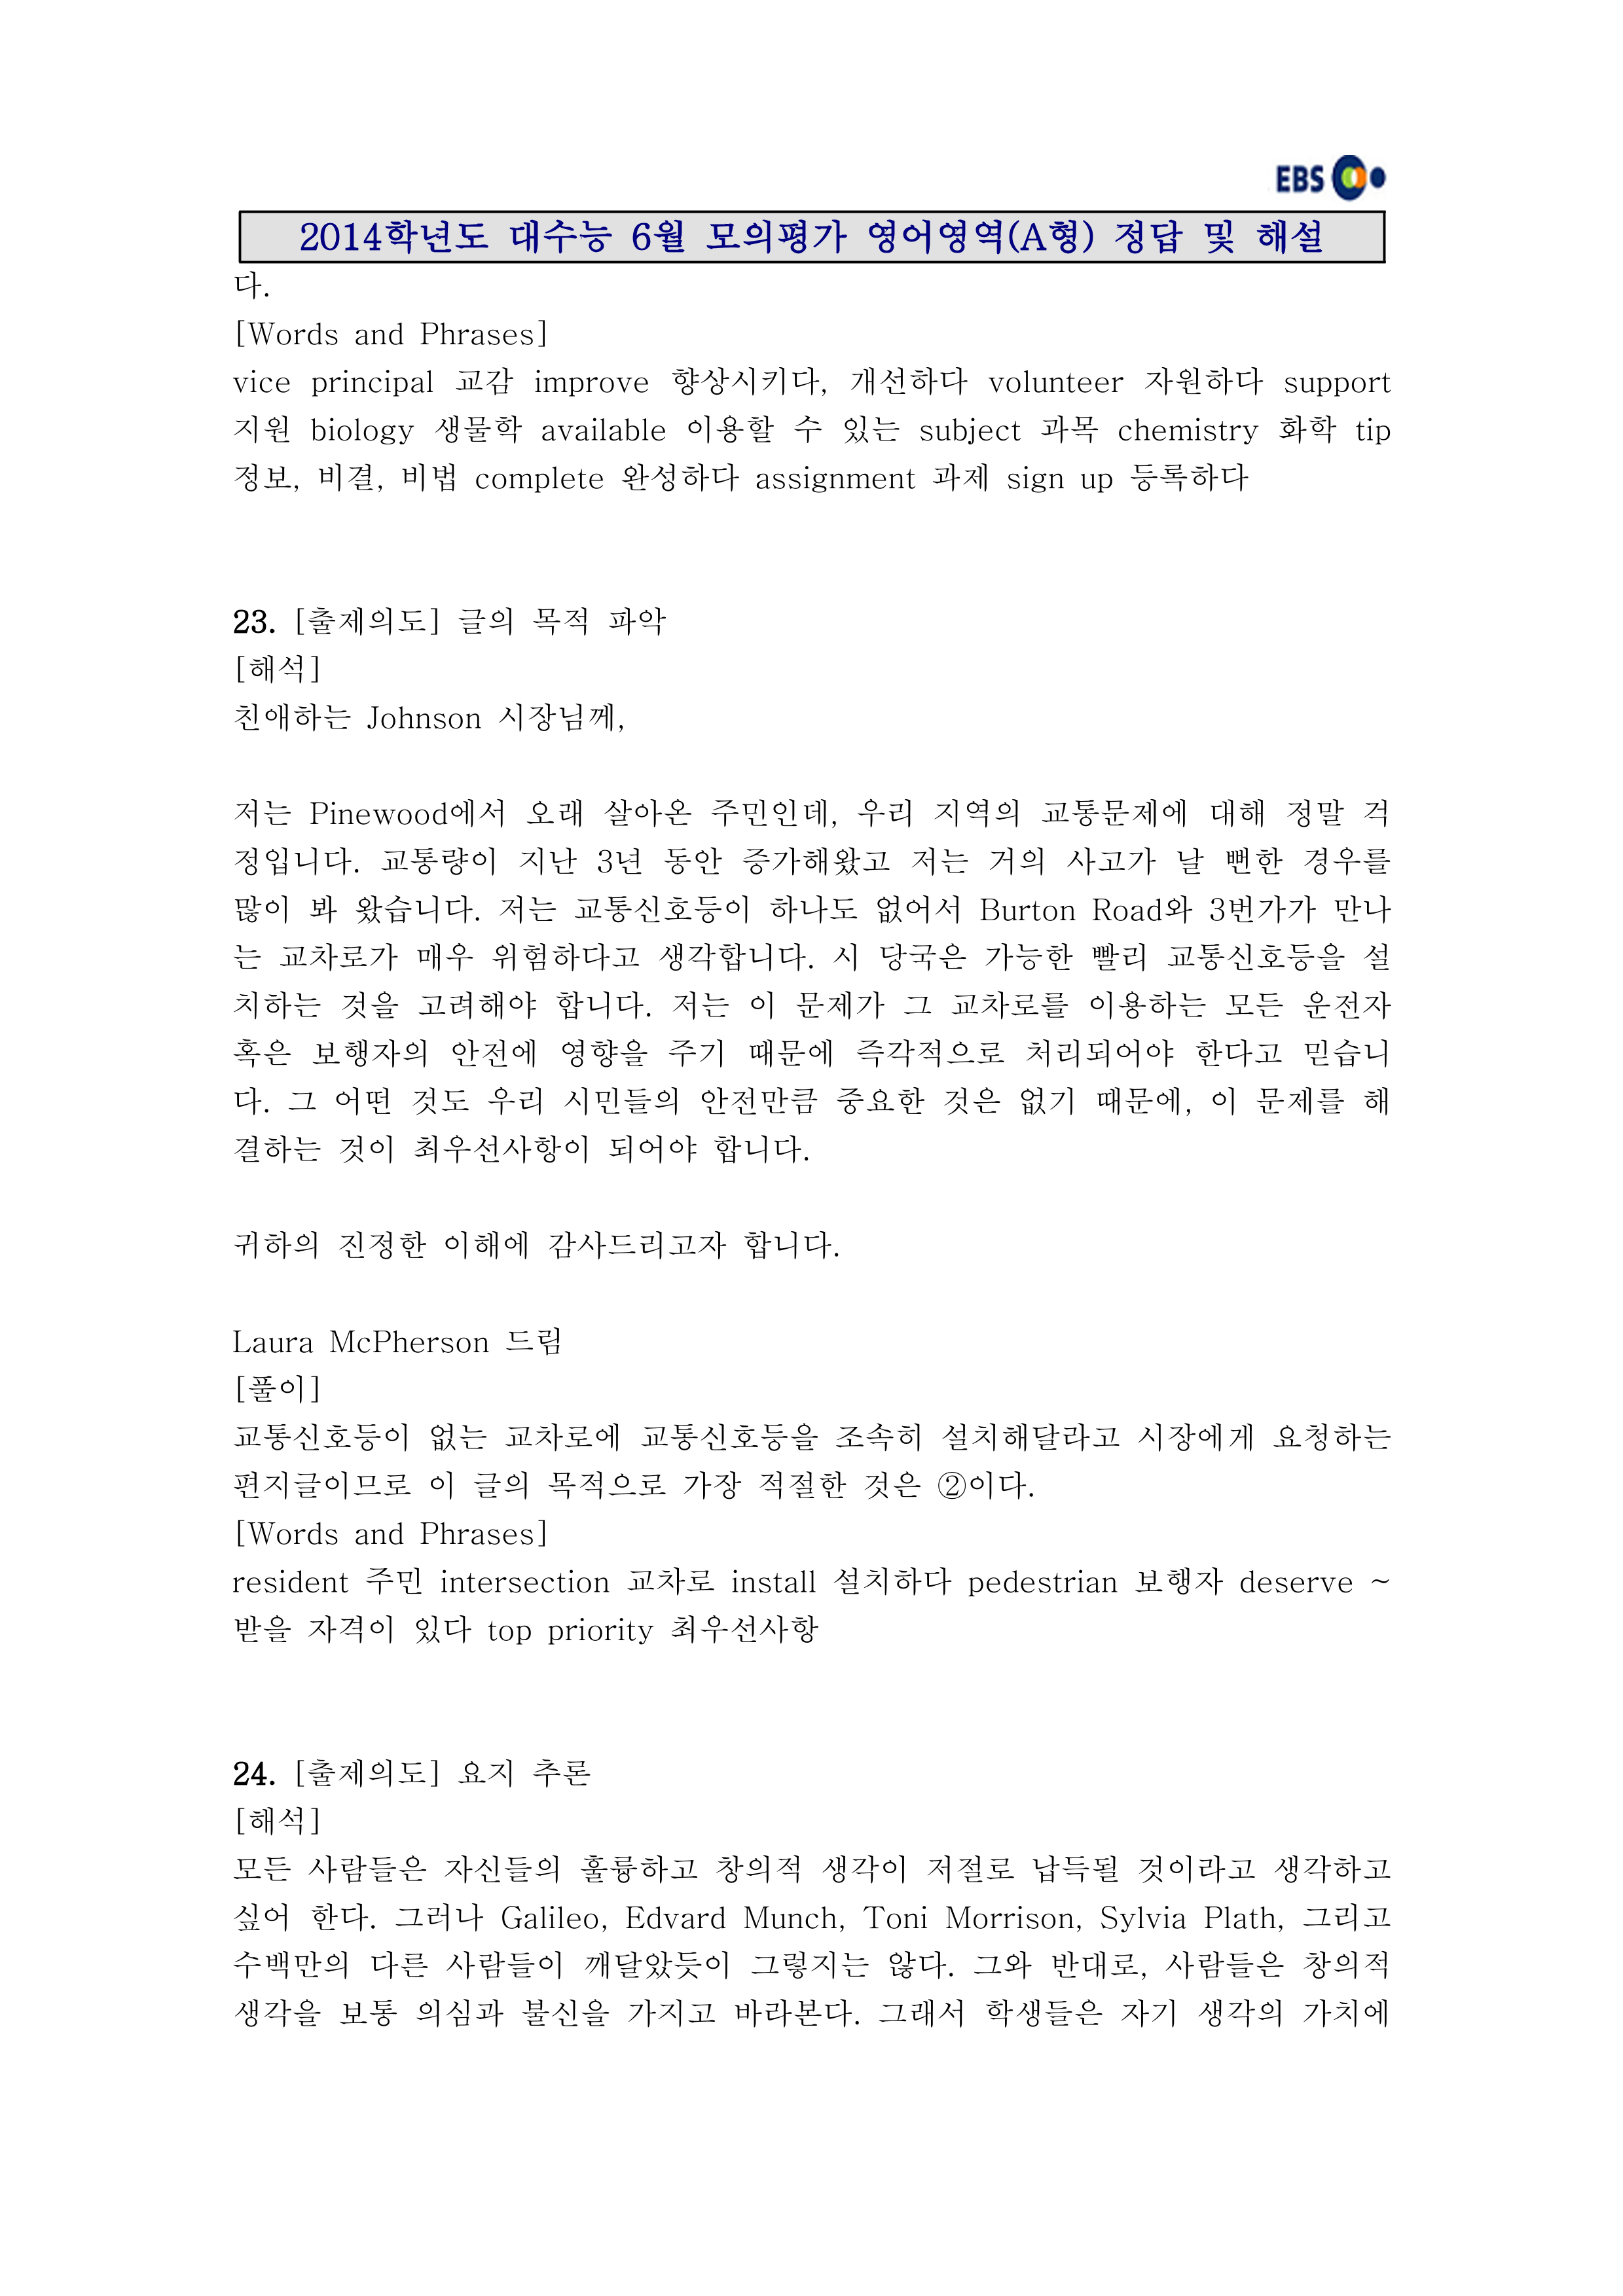 EBS
2014학년도 대수능 6월 모의평가 영어영역(A형) 정답 및 해설
다.
[Words and Phrases]
vice principal 교감 improve 향상시키다, 개선하다 volunteer 자원하다 support
지원 biology 생물학 available 이용할 수 있는 subject 과목 chemistry 화학 tip
정보, 비결, 비법 complete 완성하다 assignment 과제 sign up 등록하다
23. [출제의도] 글의 목적 파악
[해석]
친애하는 Johnson 시장님께,
저는 Pinewood에서 오래 살아온 주민인데, 우리 지역의 교통문제에 대해 정말 걱
정입니다. 교통량이 지난 3년 동안 증가해왔고 저는 거의 사고가 날 뻔한 경우를
많이 봐 왔습니다. 저는 교통신호등이 하나도 없어서 Burton Road와 3번가가 만나
는 교차로가 매우 위험하다고 생각합니다. 시 당국은 가능한 빨리 교통신호등을 설
치하는 것을 고려해야 합니다. 저는 이 문제가 그 교차로를 이용하는 모든 운전자
혹은 보행자의 안전에 영향을 주기 때문에 즉각적으로 처리되어야 한다고 믿습니
다. 그 어떤 것도 우리 시민들의 안전만큼 중요한 것은 없기 때문에, 이 문제를 해
결하는 것이 최우선사항이 되어야 합니다.
귀하의 진정한 이해에 감사드리고자 합니다.
Laura McPherson 드림
[풀이]
교통신호등이 없는 교차로에 교통신호등을 조속히 설치해달라고 시장에게 요청하는
편지글이므로 이 글의 목적으로 가장 적절한 것은 ②이다.
[Words and Phrases]
resident 주민 intersection 교차로 install 설치하다 pedestrian 보행자 deserve ~
받을 자격이 있다 top priority 최우선사항
24. [출제의도] 요지 추론
[해석]
모든 사람들은 자신들의 훌륭하고 창의적 생각이 저절로 납득될 것이라고 생각하고
싶어 한다. 그러나 Galileo, Edvard Munch, Toni Morrison, Sylvia Plath, 그리고
수백만의 다른 사람들이 깨달았듯이 그렇지는 않다. 그와 반대로, 사람들은 창의적
생각을 보통 의심과 불신을 가지고 바라본다. 그래서 학생들은 자기 생각의 가치에